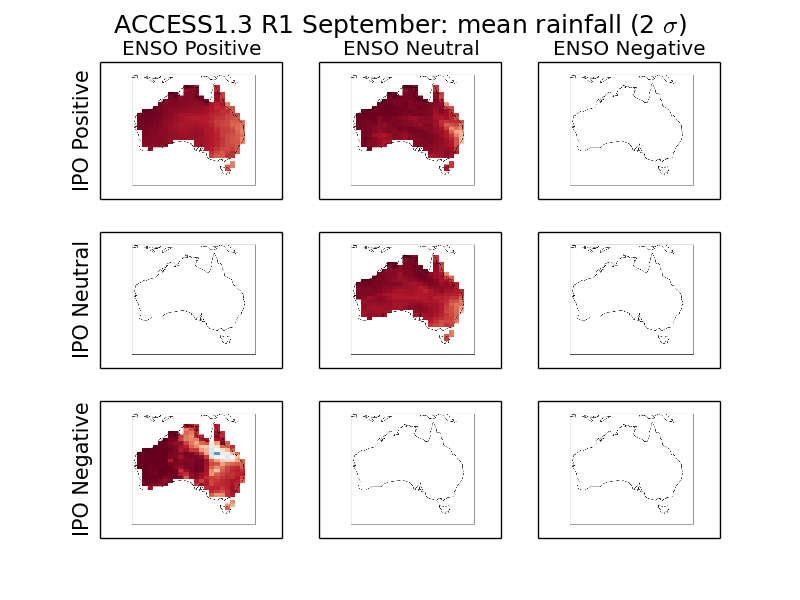 ACCESS1.3 R1 September: mean rainfall (2 σ)
ENSO Positive ENSO Neutral ENSO Negative
IPO Positive
IPO Neutral
IPO Negative